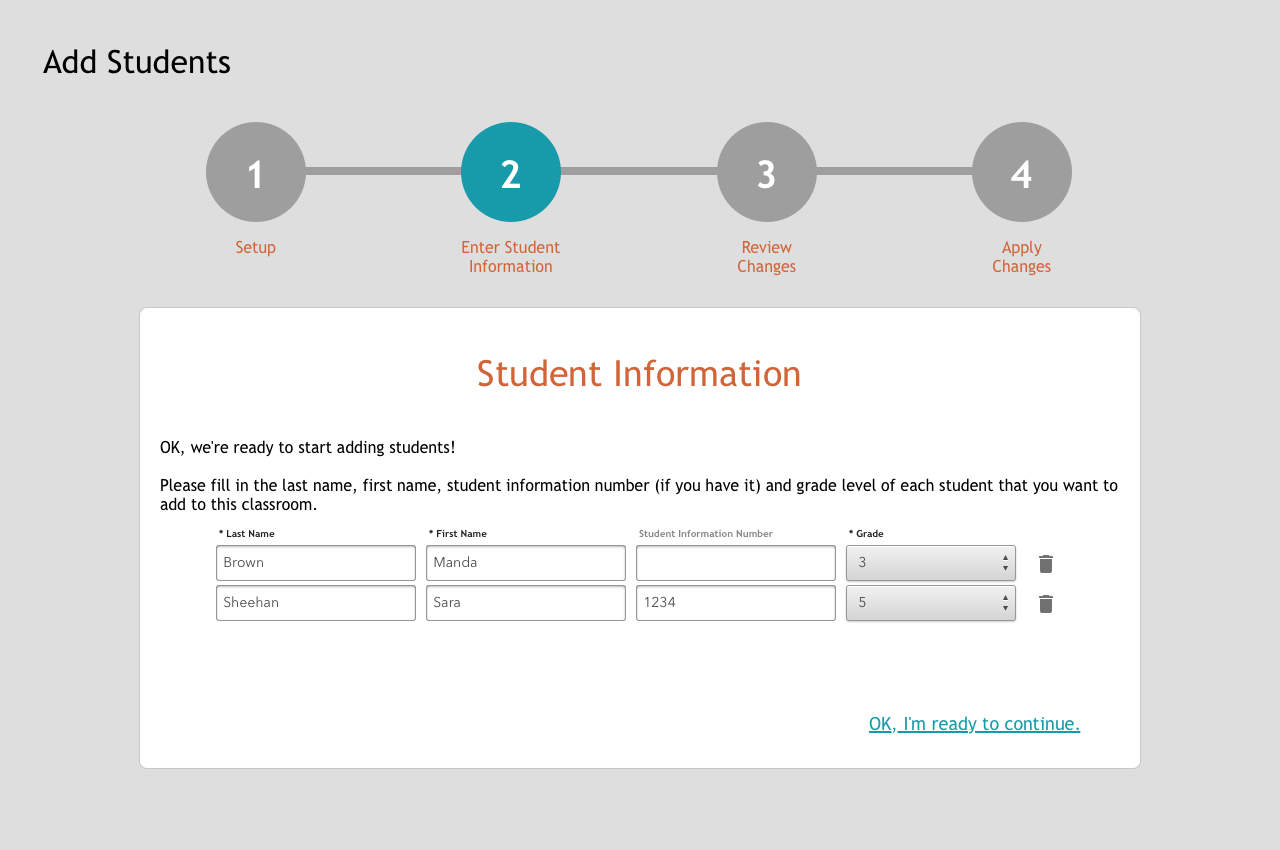 Add Students
1 2 3 4
Setup
Enter Student
Information
Review
Changes
Apply
Changes
Student Information
OK, we're ready to start adding students!
Please fill in the last name, first name, student information number (if you have it) and grade level of each student that you want to
add to this classroom.
* Last Name * First Name Student Information Number * Grade
Brown Manda 3
Sheehan Sara 1234 5
OK, I'm ready to continue.